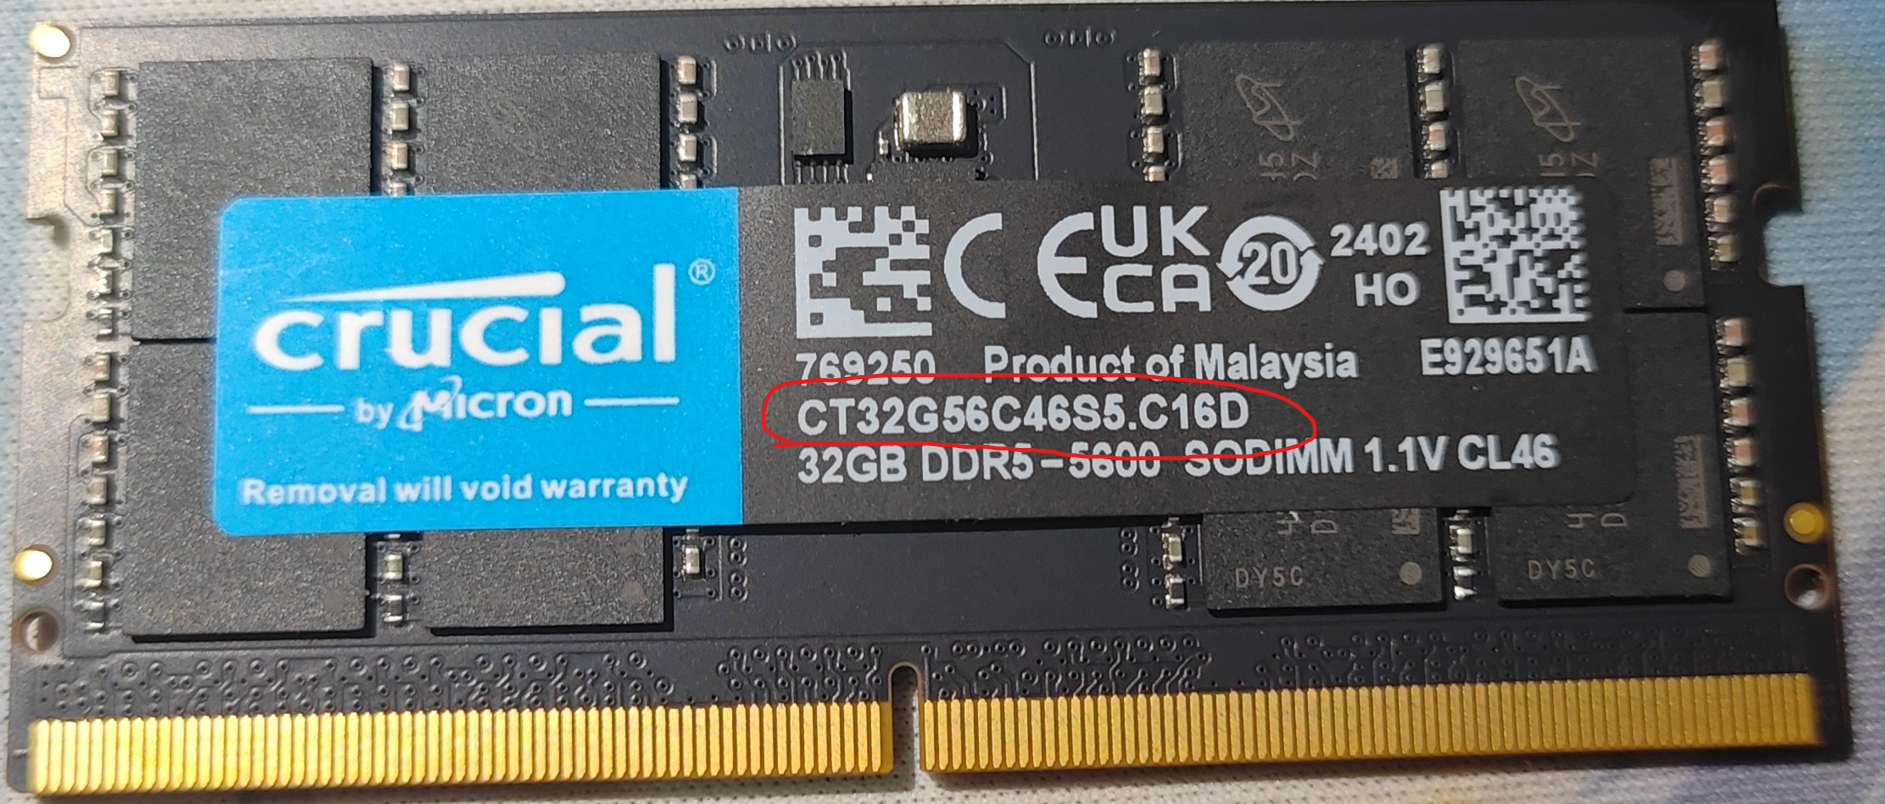 crucial®
by Micron
Removal will void warranty
CE UK CA 20 2402
HO
769250 Product of Malaysia E929651A
CT32G56C46S5.C16D
32GB DDR5-5600 SODIMM 1.1V CL46
DY5C
DY5C